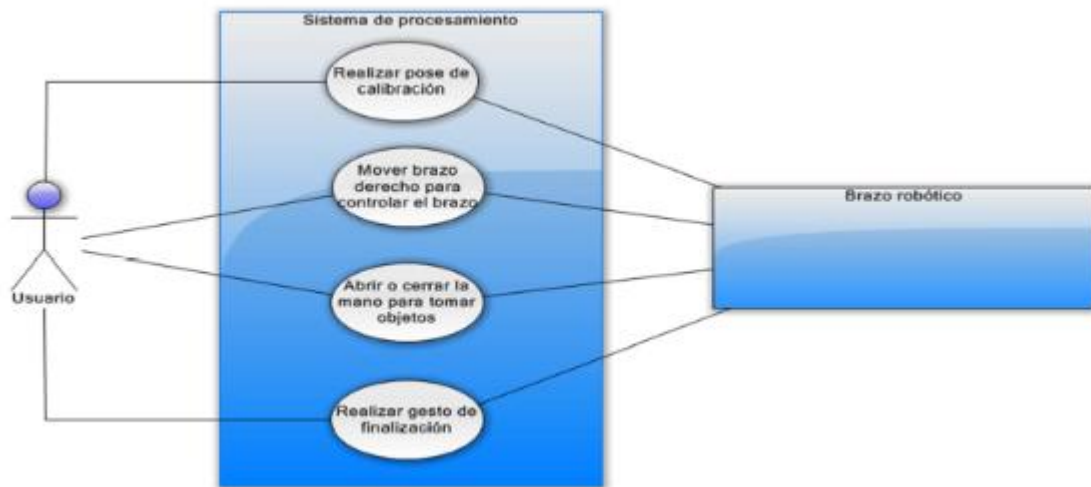 Sistema de procesamiento
Realizar pose de
calibración
Mover brazo
derecho para
controlar el brazo
Brazo robótico
Usuario
Abrir o cerrar la
mano para tomar
objetos
Realizar gesto de
finalización